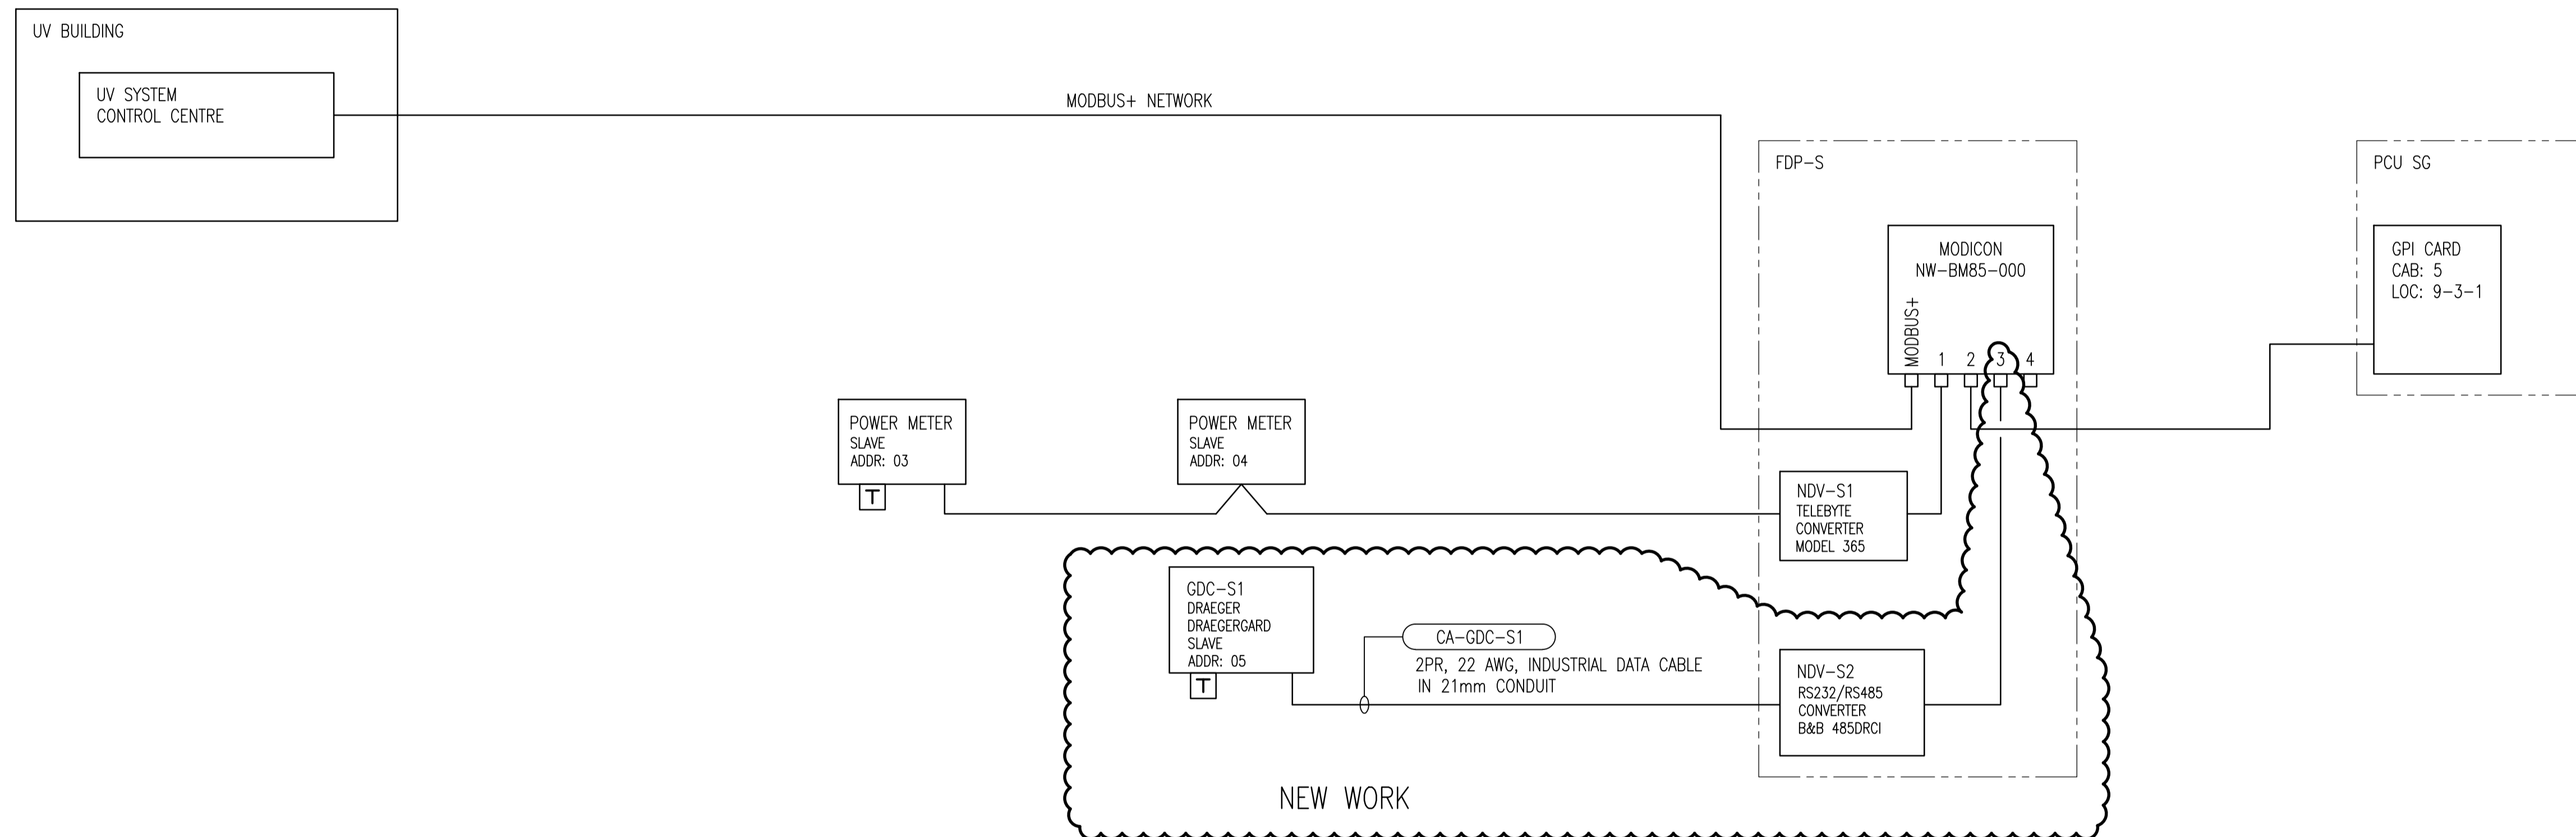 UV BUILDING
UV SYSTEM
CONTROL CENTRE
MODBUS+ NETWORK
FDP-S
MODICON
NW-BM85-000
MODBUS+
1 2 3 4
PCU SG
GPI CARD
CAB: 5
LOC: 9-3-1
POWER METER
SLAVE
ADDR: 03
T
POWER METER
SLAVE
ADDR: 04
NDV-S1
TELEBYTE
CONVERTER
MODEL 365
GDC-S1
DRAEGER
DRAEGERGARD
SLAVE
ADDR: 05
T
CA-GDC-S1
2PR, 22 AWG, INDUSTRIAL DATA CABLE
IN 21mm CONDUIT
NDV-S2
RS232/RS485
CONVERTER
B&B 485DRCI
NEW WORK